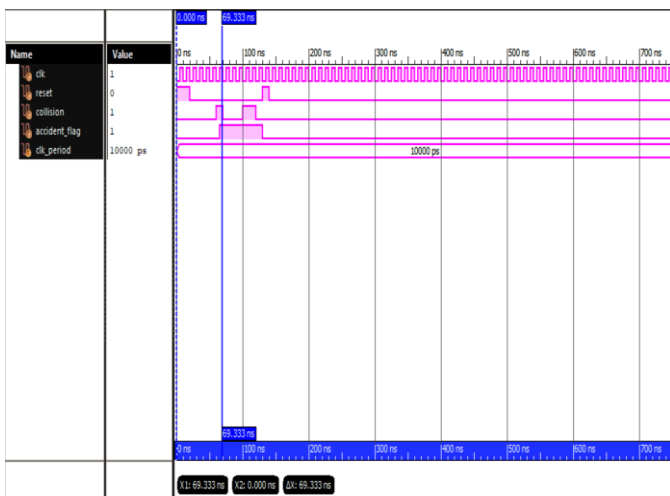 0.000 ns 69.333 ns
Name Value
0 ns 100 ns 200 ns 300 ns 400 ns 500 ns 600 ns 700 ns
clk 1
reset 0
collision 1
accident_flag 1
clk_period 10000 ps 10000 ps
69.333 ns
0 ns 100 ns 200 ns 300 ns 400 ns 500 ns 600 ns 700 ns
X1: 69.333 ns X2: 0.000 ns ΔX: 69.333 ns